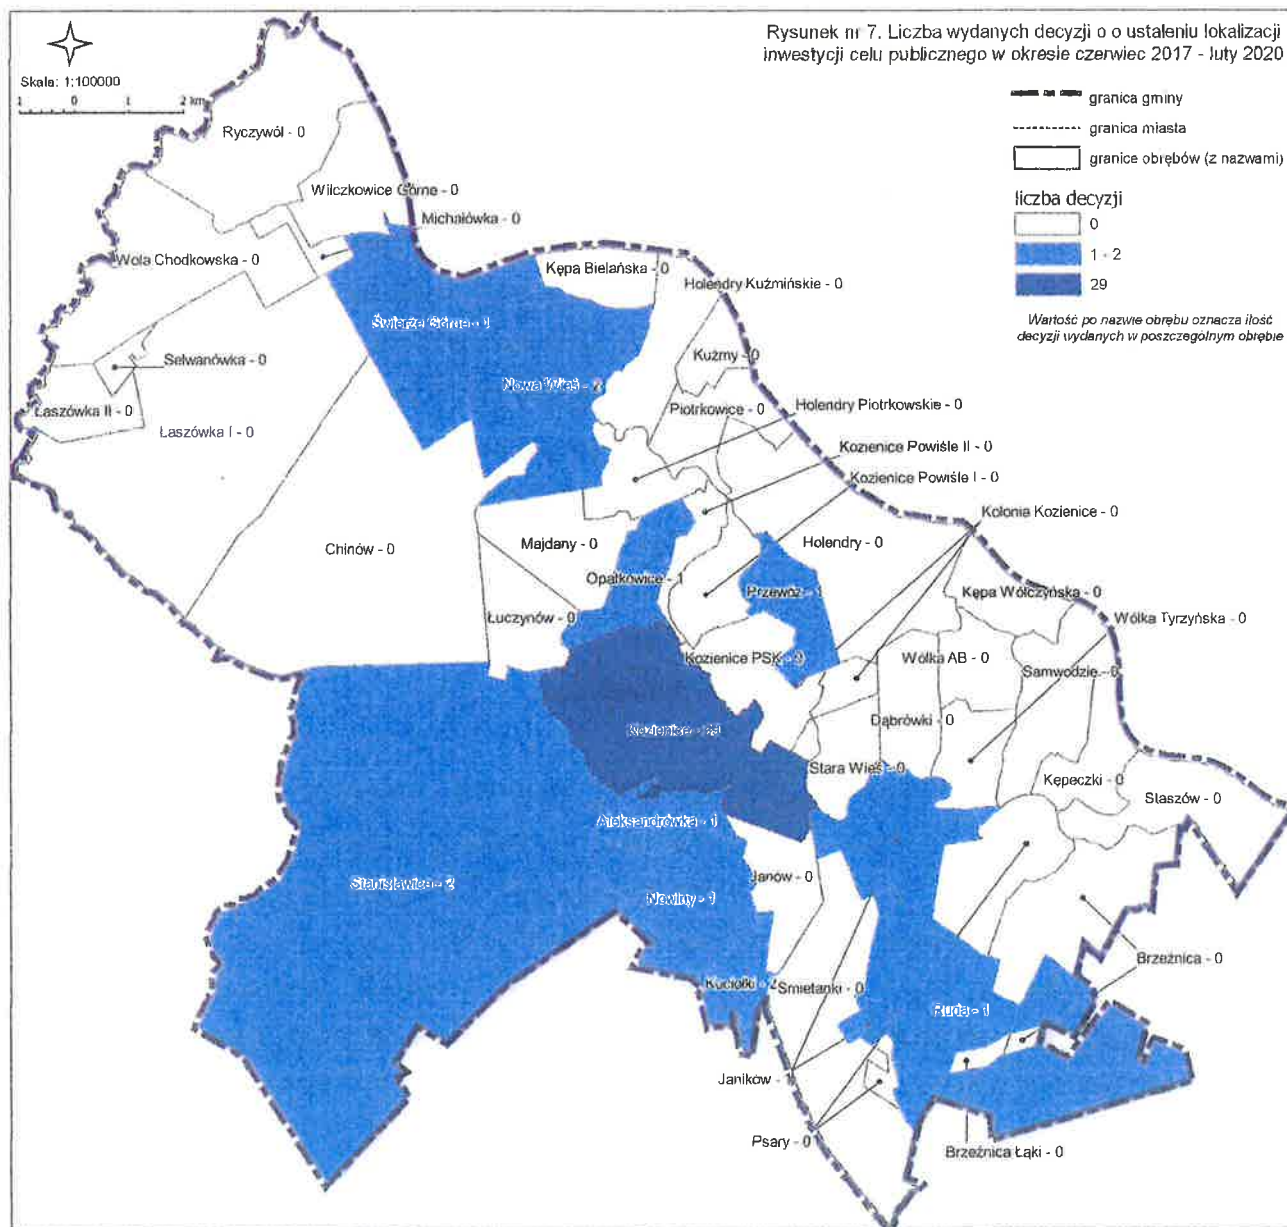 Rysunek nr 7. Liczba wydanych decyzji o o ustaleniu lokalizacji
inwestycji celu publicznego w okresie czerwiec 2017 - luty 2020
Skala: 1:100000
1 0 1 2 km
granica gminy
granica miasta
granice obrębów (z nazwami)
liczba decyzji
0
1 - 2
29
Wartość po nazwie obrębu oznacza ilość
decyzji wydanych w poszczególnym obrębie
Ryczywół - 0
Wilczkowice Górne - 0
Michałówka - 0
Wola Chodkowska - 0
Kępa Bielańska - 0
Holendry Kuźmińskie - 0
Świerże Górne - 1
Selwanówka - 0
Kuźmy - 0
Nowa Wieś - 2
Łaszówka II - 0
Łaszówka I - 0
Piotrkowice - 0
Holendry Piotrkowskie - 0
Kozienice Powiśle II - 0
Kozienice Powiśle I - 0
Kolonia Kozienice - 0
Chinów - 0
Majdany - 0
Holendry - 0
Opatkowice - 1
Przewóz - 1
Kępa Wólczyńska - 0
Łuczynów - 0
Wólka Tyrzyńska - 0
Kozienice PSK - 0
Wólka AB - 0
Samwodzie - 0
Kozienice - 29
Dąbrówki - 0
Stara Wieś - 0
Kępeczki - 0
Staszów - 0
Aleksandrówka - 1
Stanisławice - 2
Janów - 0
Nowiny - 1
Brzeźnica - 0
Kociołki - 2
Śmietanki - 0
Ruda - 1
Janików - 1
Psary - 0
Brzeźnica Łąki - 0